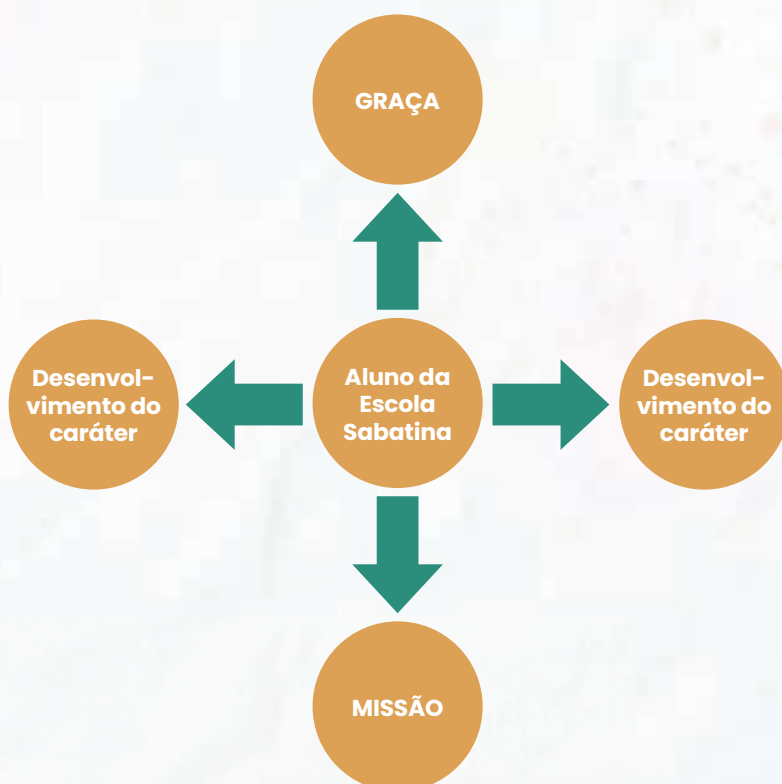 GRAÇA
Desenvol-
vimento do
caráter
Aluno da
Escola
Sabatina
Desenvol-
vimento do
caráter
MISSÃO